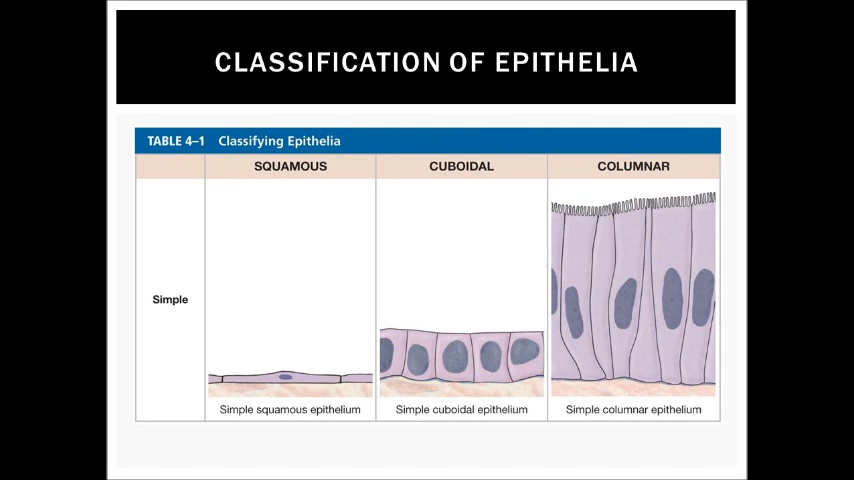 CLASSIFICATION OF EPITHELIA
TABLE 4–1 Classifying Epithelia
SQUAMOUS CUBOIDAL COLUMNAR
Simple
Simple squamous epithelium Simple cuboidal epithelium Simple columnar epithelium